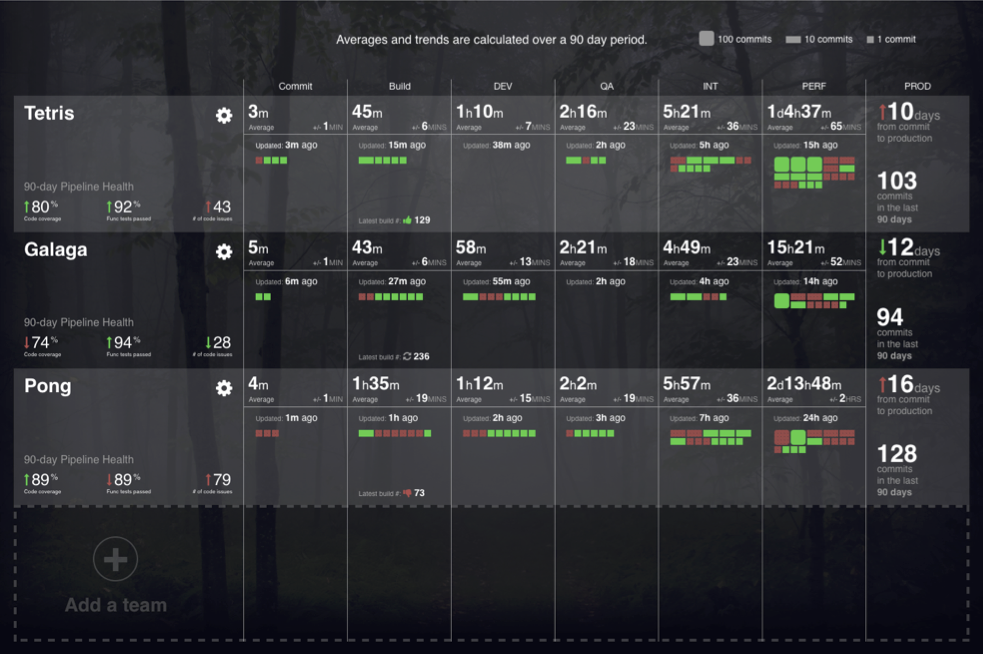 Averages and trends are calculated over a 90 day period.
100 commits 10 commits 1 commit
Commit Build DEV QA INT PERF PROD
Tetris
3m
Average +/- 1MIN
Updated: 3m ago
45m
Average +/- 6MINS
Updated: 15m ago
Latest build #: 129
1h10m
Average +/- 7MINS
Updated: 38m ago
2h16m
Average +/- 23MINS
Updated: 2h ago
5h21m
Average +/- 36MINS
Updated: 5h ago
1d4h37m
Average +/- 65MINS
Updated: 15h ago
↑10days
from commit
to production
103
commits
in the last
90 days
90-day Pipeline Health
↑80% ↑92% ↑43
Code coverage Func tests passed # of code issues
Galaga
5m
Average +/- 1MIN
Updated: 6m ago
43m
Average +/- 6MINS
Updated: 27m ago
Latest build #: 236
58m
Average +/- 13MINS
Updated: 55m ago
2h21m
Average +/- 18MINS
Updated: 2h ago
4h49m
Average +/- 23MINS
Updated: 4h ago
15h21m
Average +/- 52MINS
Updated: 14h ago
↓12days
from commit
to production
94
commits
in the last
90 days
90-day Pipeline Health
↓74% ↑94% ↓28
Code coverage Func tests passed # of code issues
Pong
4m
Average +/- 1MIN
Updated: 1m ago
1h35m
Average +/- 19MINS
Updated: 1h ago
Latest build #: 73
1h12m
Average +/- 15MINS
Updated: 2h ago
2h2m
Average +/- 19MINS
Updated: 3h ago
5h57m
Average +/- 36MINS
Updated: 7h ago
2d13h48m
Average +/- 2HRS
Updated: 24h ago
↑16days
from commit
to production
128
commits
in the last
90 days
90-day Pipeline Health
↑89% ↓89% ↑79
Code coverage Func tests passed # of code issues
Add a team